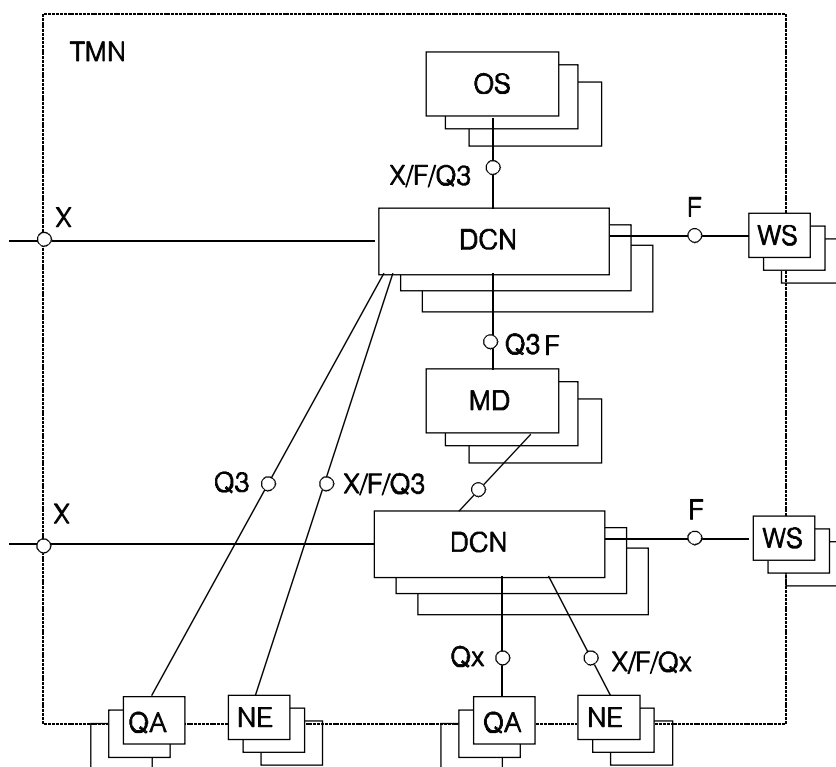 TMN
OS
X/F/Q3
X
DCN
F
WS
Q3 F
MD
Q3
X/F/Q3
X
DCN
F
WS
Qx
X/F/Qx
QA
NE
QA
NE